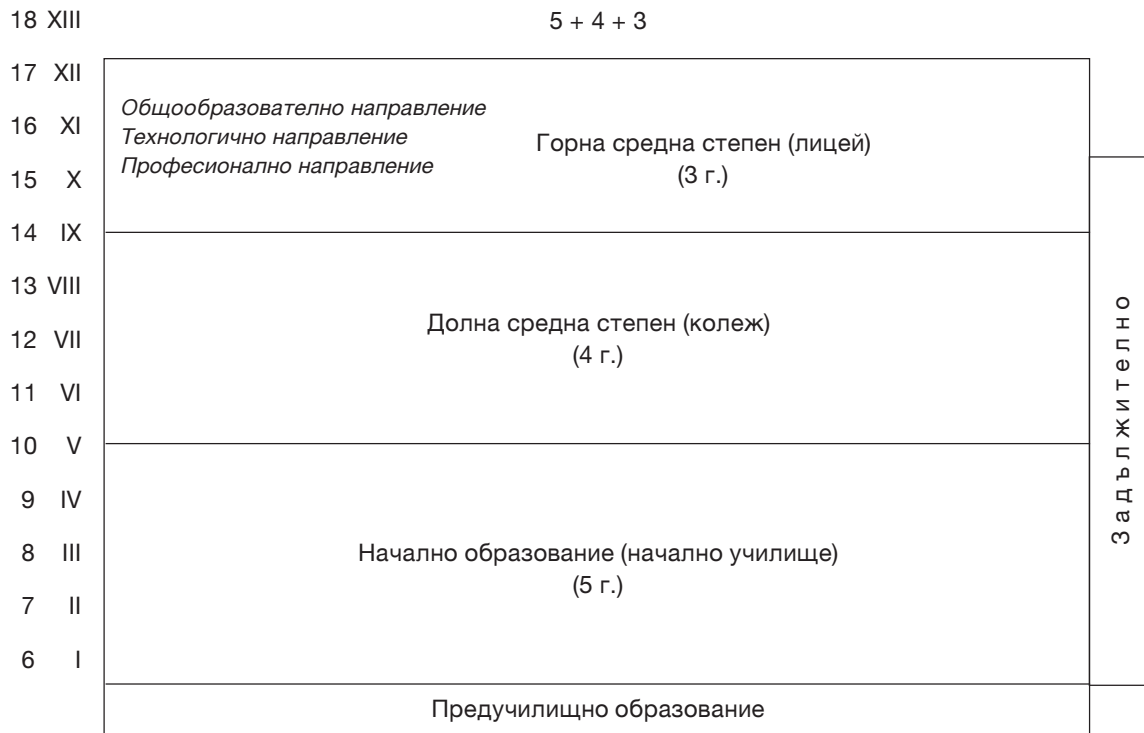 18 XIII
5 + 4 + 3
17 XII
Общообразователно направление
16 XI
Технологично направление
Горна средна степен (лицей)
Професионално направление
15 X
(3 г.)
14 IX
13 VIII
Долна средна степен (колеж)
12 VII
(4 г.)
11 VI
10 V
9 IV
8 III
Начално образование (начално училище)
(5 г.)
7 II
6 I
Предучилищно образование
Задължително